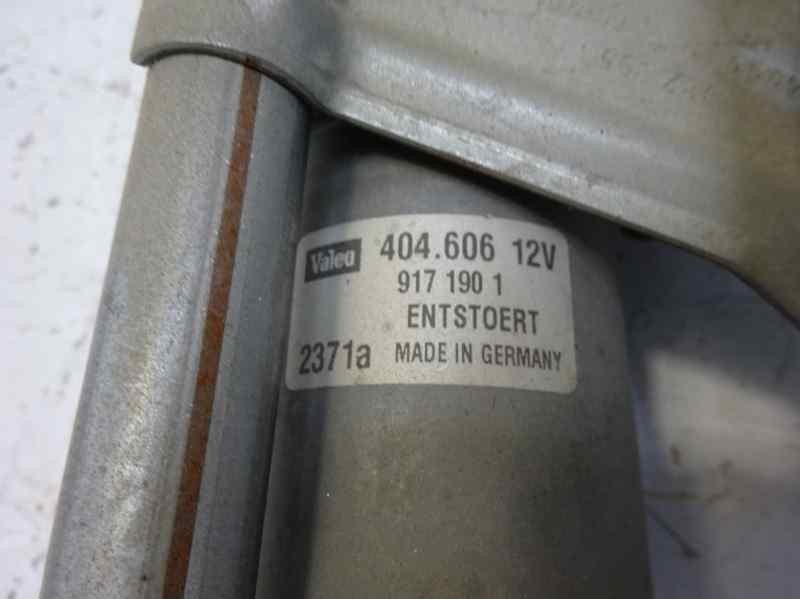 Valeo 404.606 12V
917 190 1
ENTSTOERT
2371a MADE IN GERMANY